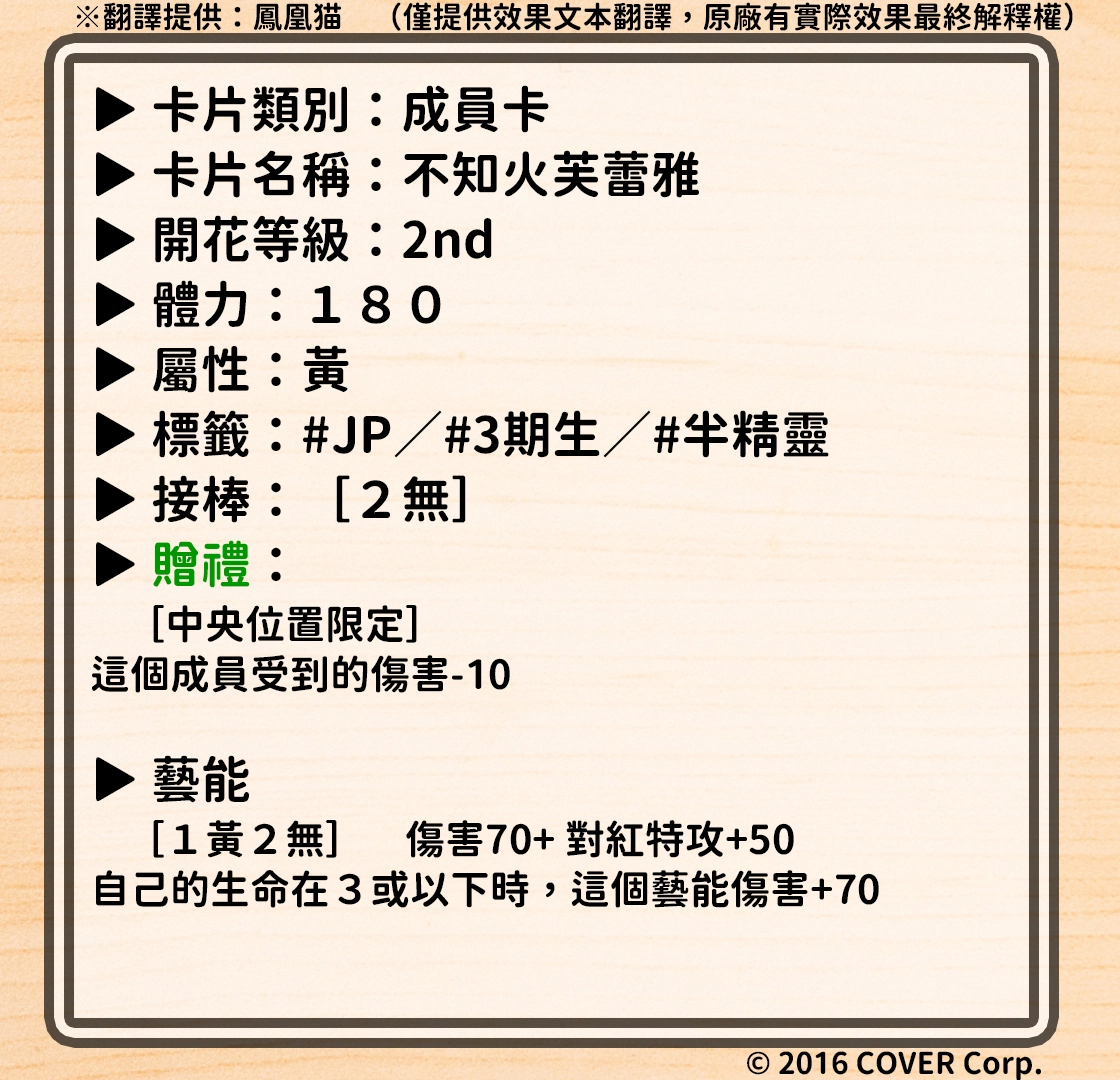 ※翻譯提供：鳳凰猫　（僅提供效果文本翻譯，原廠有實際效果最終解釋權）
▶ 卡片類別：成員卡
▶ 卡片名稱：不知火芙蕾雅
▶ 開花等級：2nd
▶ 體力：１８０
▶ 屬性：黃
▶ 標籤：#JP／#3期生／#半精靈
▶ 接棒：［２無］
▶ 贈禮：
［中央位置限定］
這個成員受到的傷害-10
▶ 藝能
［１黃２無］　傷害70+ 對紅特攻+50
自己的生命在３或以下時，這個藝能傷害+70
© 2016 COVER Corp.